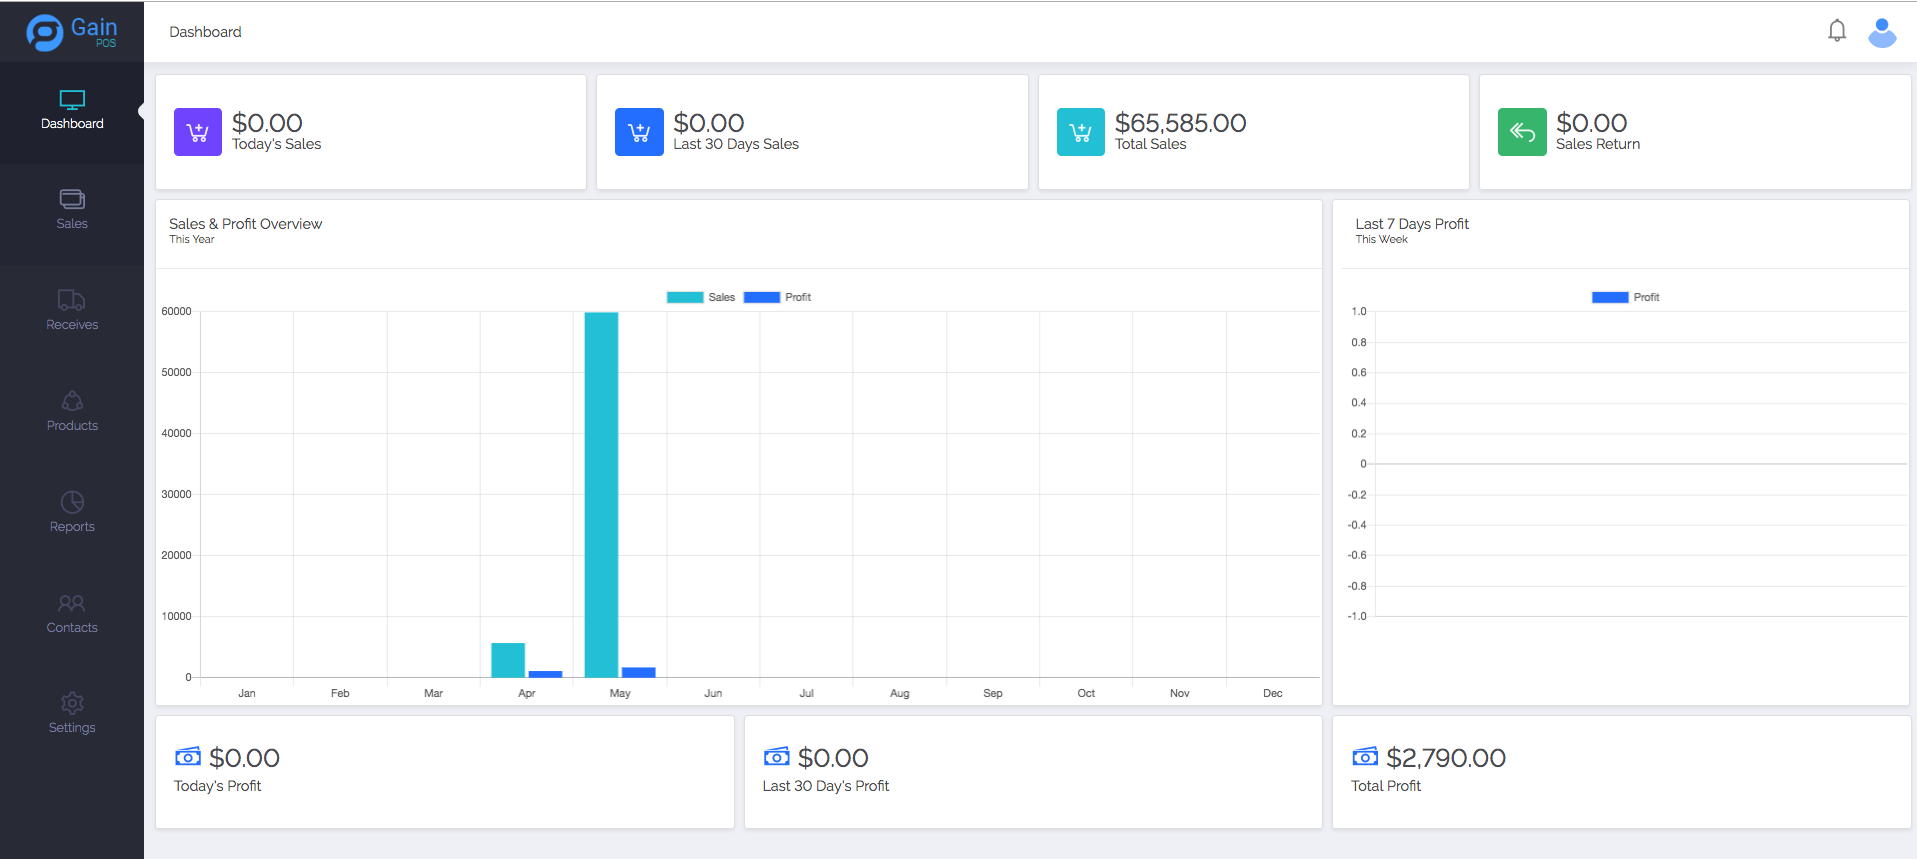 Gain
POS
Dashboard
Dashboard
Sales
Receives
Products
Reports
Contacts
Settings
$0.00
Today's Sales
$0.00
Last 30 Days Sales
$65,585.00
Total Sales
$0.00
Sales Return
Sales & Profit Overview
This Year
Sales Profit
60000
50000
40000
30000
20000
10000
0
Jan Feb Mar Apr May Jun Jul Aug Sep Oct Nov Dec
Last 7 Days Profit
This Week
Profit
1.0
0.8
0.6
0.4
0.2
0
-0.2
-0.4
-0.6
-0.8
-1.0
$0.00
Today's Profit
$0.00
Last 30 Day's Profit
$2,790.00
Total Profit